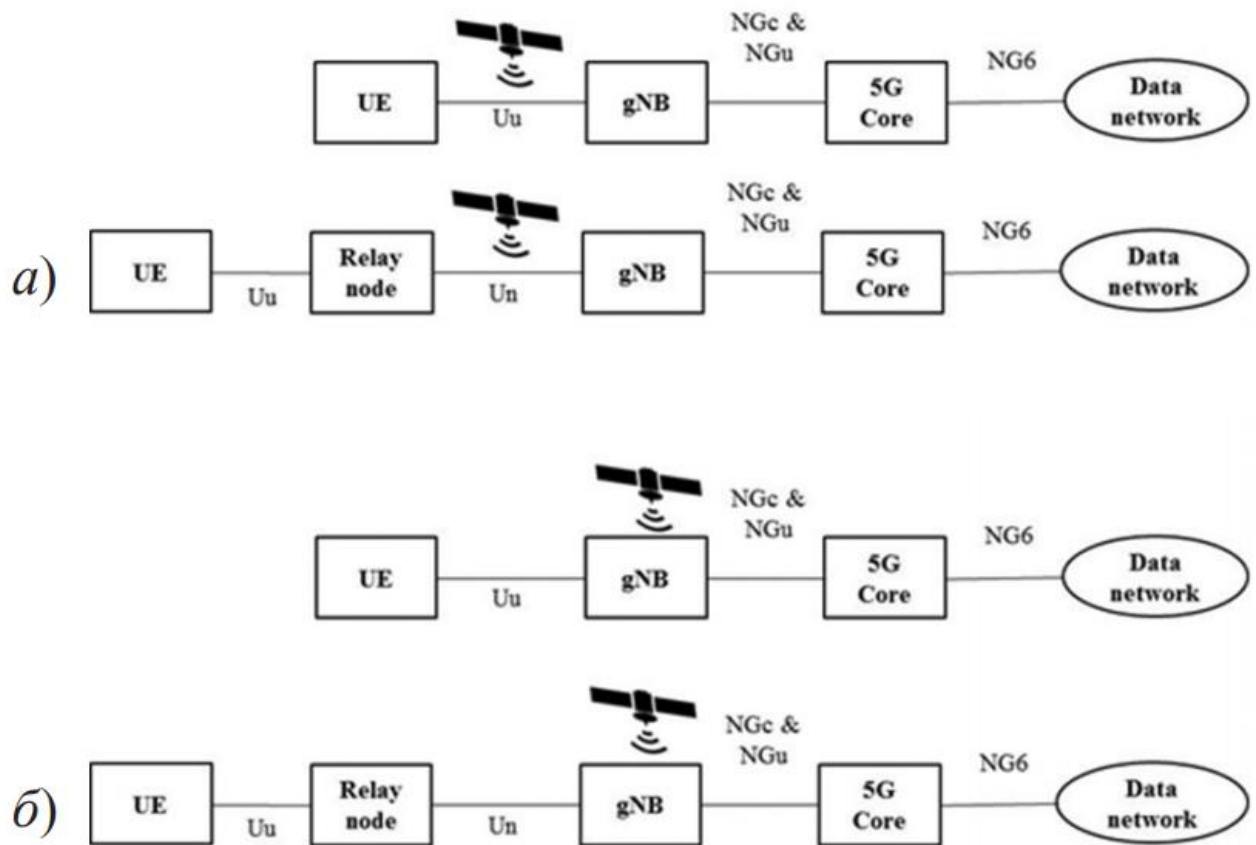 NGc &
NGu
NG6
UE
Uu
gNB
5G
Core
Data
network
а)
NGc &
NGu
NG6
UE
Uu
Relay
node
Un
gNB
5G
Core
Data
network
NGc &
NGu
NG6
UE
Uu
gNB
5G
Core
Data
network
б)
NGc &
NGu
NG6
UE
Uu
Relay
node
Un
gNB
5G
Core
Data
network